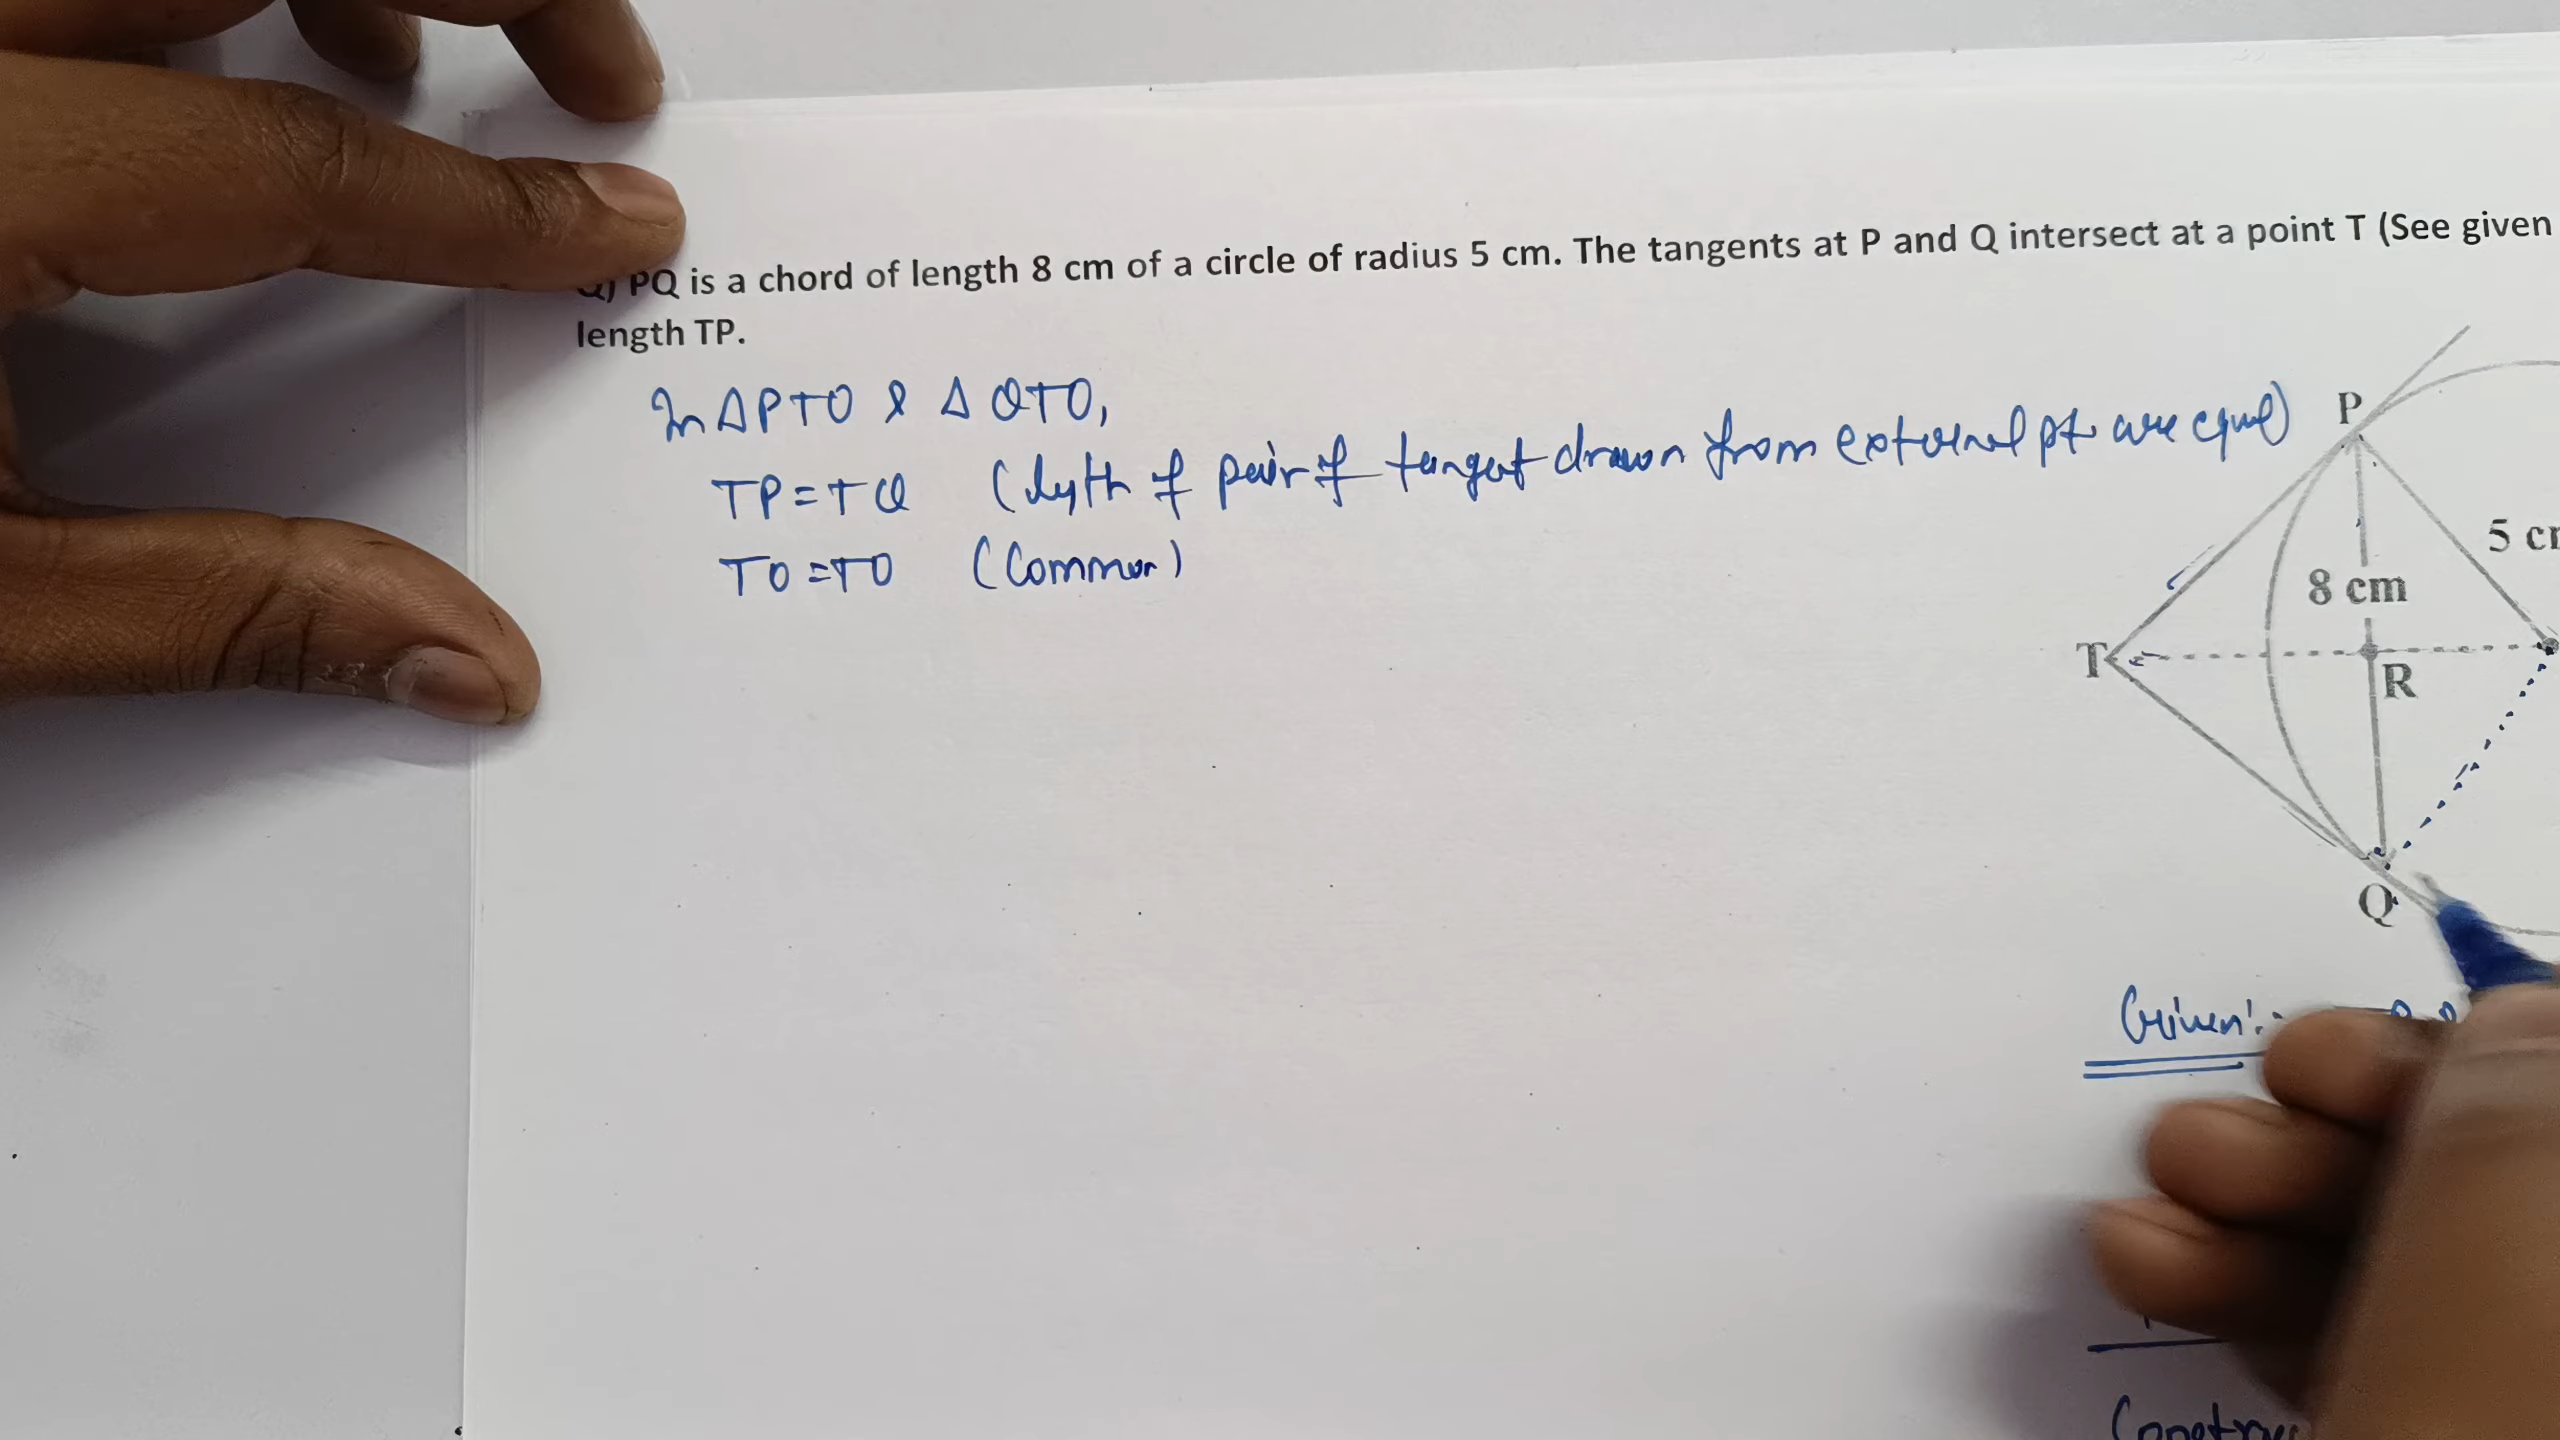 Q) PQ is a chord of length 8 cm of a circle of radius 5 cm. The tangents at P and Q intersect at a point T (See given
length TP.
In ΔPTO & Δ QTO,
TP = TQ (lyth of pair of tangent drawn from external pt. are equal)
TO = TO (Common)
P
5 cm
8 cm
T
R
Q
Given:-